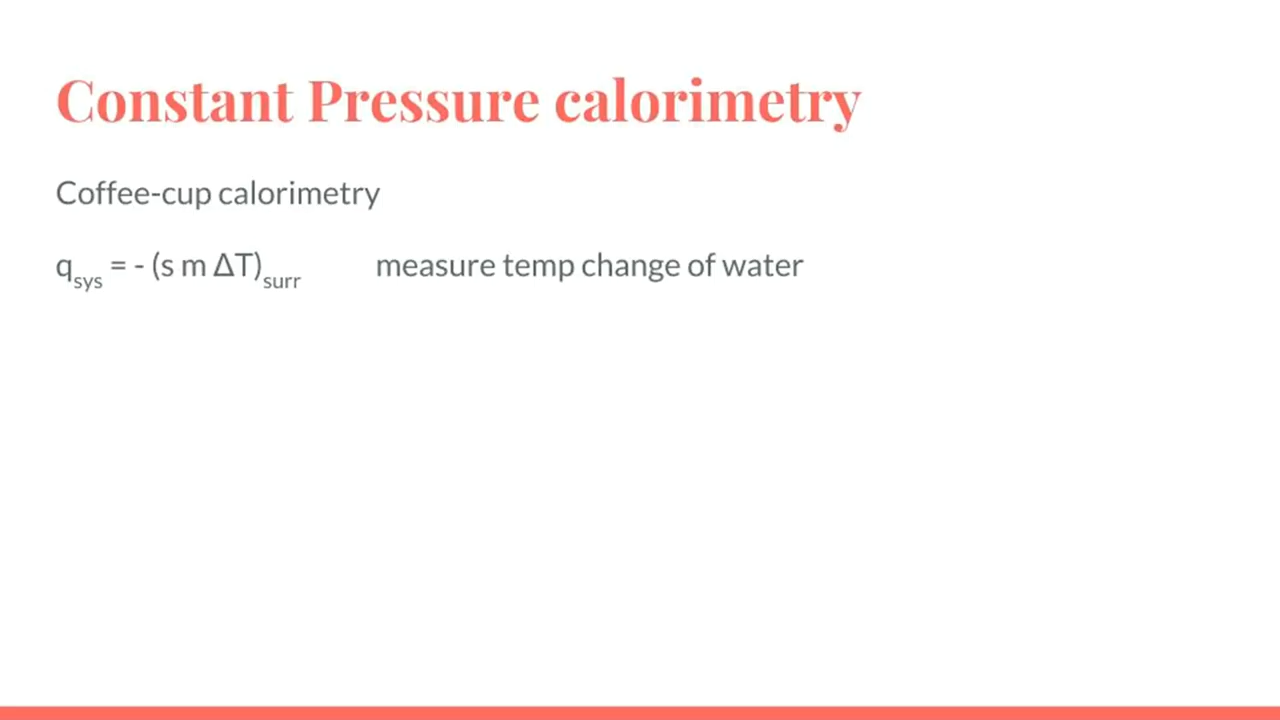 Constant Pressure calorimetry
Coffee-cup calorimetry
q_sys = - (s m ΔT)_surr measure temp change of water